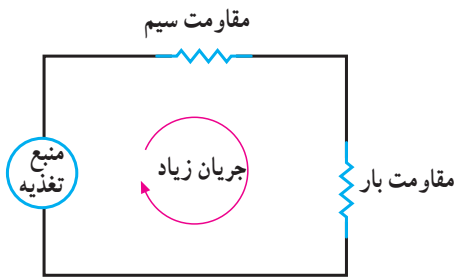 مقاومت سیم
منبع
تغذیه
جریان زیاد
مقاومت بار